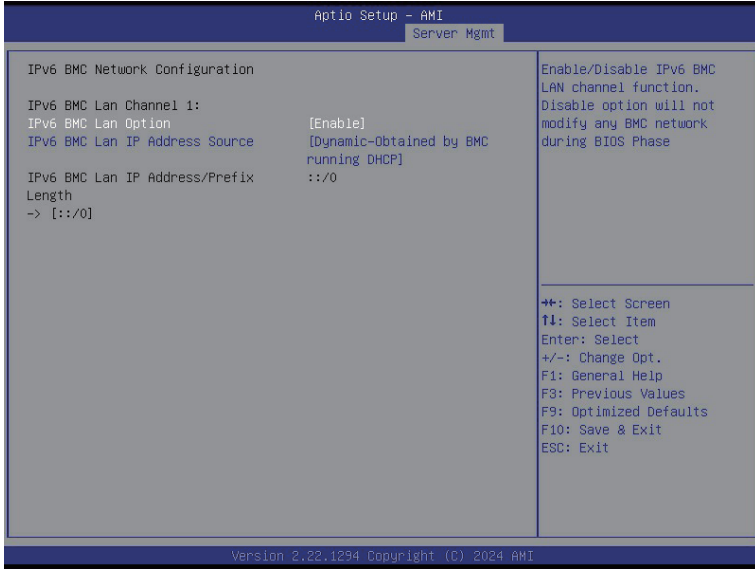 Aptio Setup – AMI
Server Mgmt
IPv6 BMC Network Configuration
IPv6 BMC Lan Channel 1:
IPv6 BMC Lan Option [Enable]
IPv6 BMC Lan IP Address Source [Dynamic-Obtained by BMC
running DHCP]
IPv6 BMC Lan IP Address/Prefix ::/0
Length
-> [::/0]
Enable/Disable IPv6 BMC
LAN channel function.
Disable option will not
modify any BMC network
during BIOS Phase
→←: Select Screen
↑↓: Select Item
Enter: Select
+/-: Change Opt.
F1: General Help
F3: Previous Values
F9: Optimized Defaults
F10: Save & Exit
ESC: Exit
Version 2.22.1294 Copyright (C) 2024 AMI